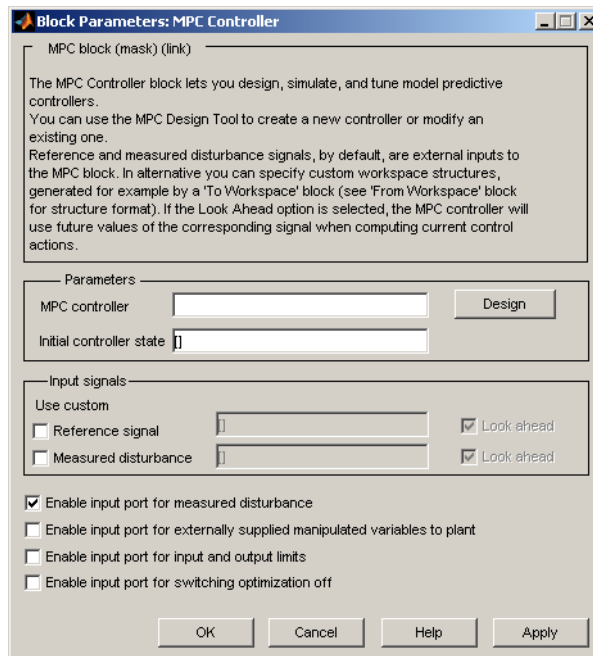 Block Parameters: MPC Controller
MPC block (mask) (link)
The MPC Controller block lets you design, simulate, and tune model predictive
controllers.
You can use the MPC Design Tool to create a new controller or modify an
existing one.
Reference and measured disturbance signals, by default, are external inputs to
the MPC block. In alternative you can specify custom workspace structures,
generated for example by a 'To Workspace' block (see 'From Workspace' block
for structure format). If the Look Ahead option is selected, the MPC controller will
use future values of the corresponding signal when computing current control
actions.
Parameters
MPC controller Design
Initial controller state []
Input signals
Use custom
Reference signal [] Look ahead
Measured disturbance [] Look ahead
Enable input port for measured disturbance
Enable input port for externally supplied manipulated variables to plant
Enable input port for input and output limits
Enable input port for switching optimization off
OK Cancel Help Apply